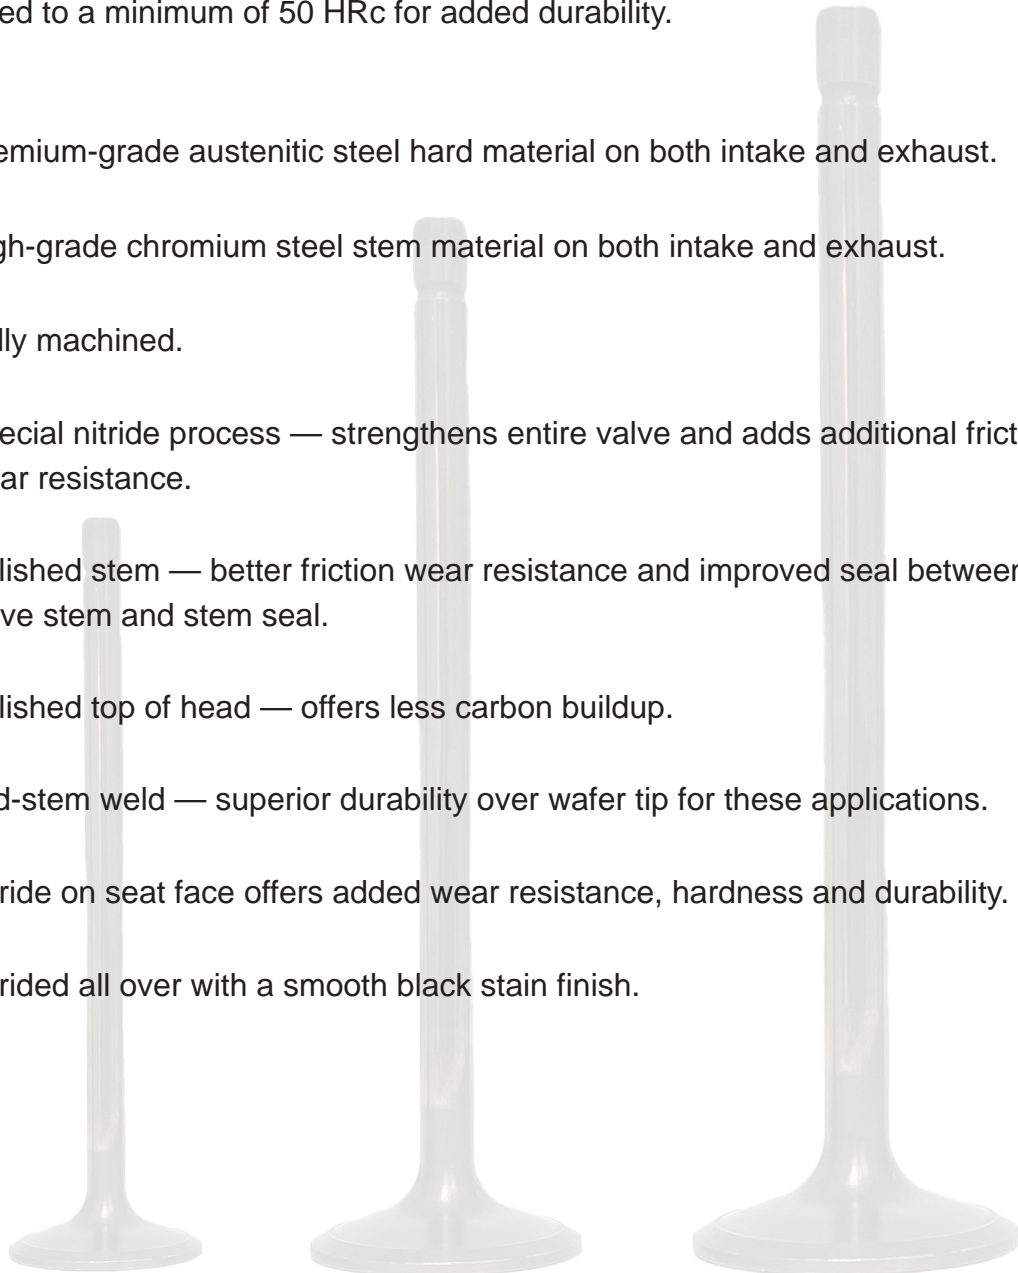 ed to a minimum of 50 HRc for added durability.
emium-grade austenitic steel hard material on both intake and exhaust.
gh-grade chromium steel stem material on both intake and exhaust.
lly machined.
ecial nitride process — strengthens entire valve and adds additional frict
ar resistance.
lished stem — better friction wear resistance and improved seal between
ve stem and stem seal.
lished top of head — offers less carbon buildup.
d-stem weld — superior durability over wafer tip for these applications.
ride on seat face offers added wear resistance, hardness and durability.
rided all over with a smooth black stain finish.